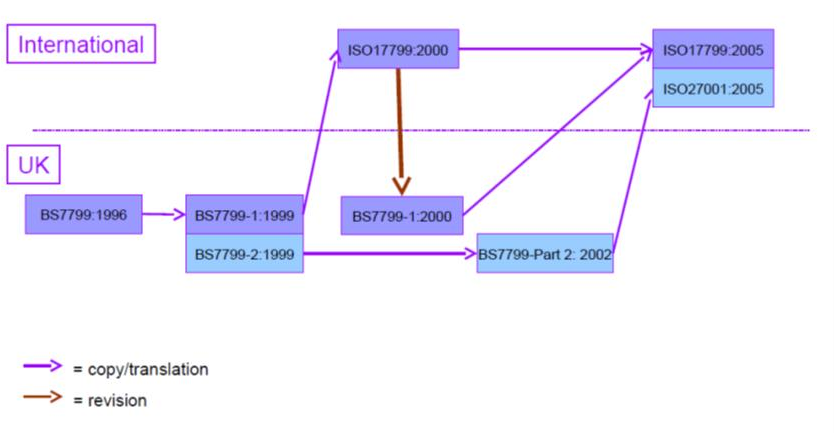 International
ISO17799:2000
ISO17799:2005
ISO27001:2005
UK
BS7799:1996
BS7799-1:1999
BS7799-1:2000
BS7799-2:1999
BS7799-Part 2: 2002
= copy/translation
= revision